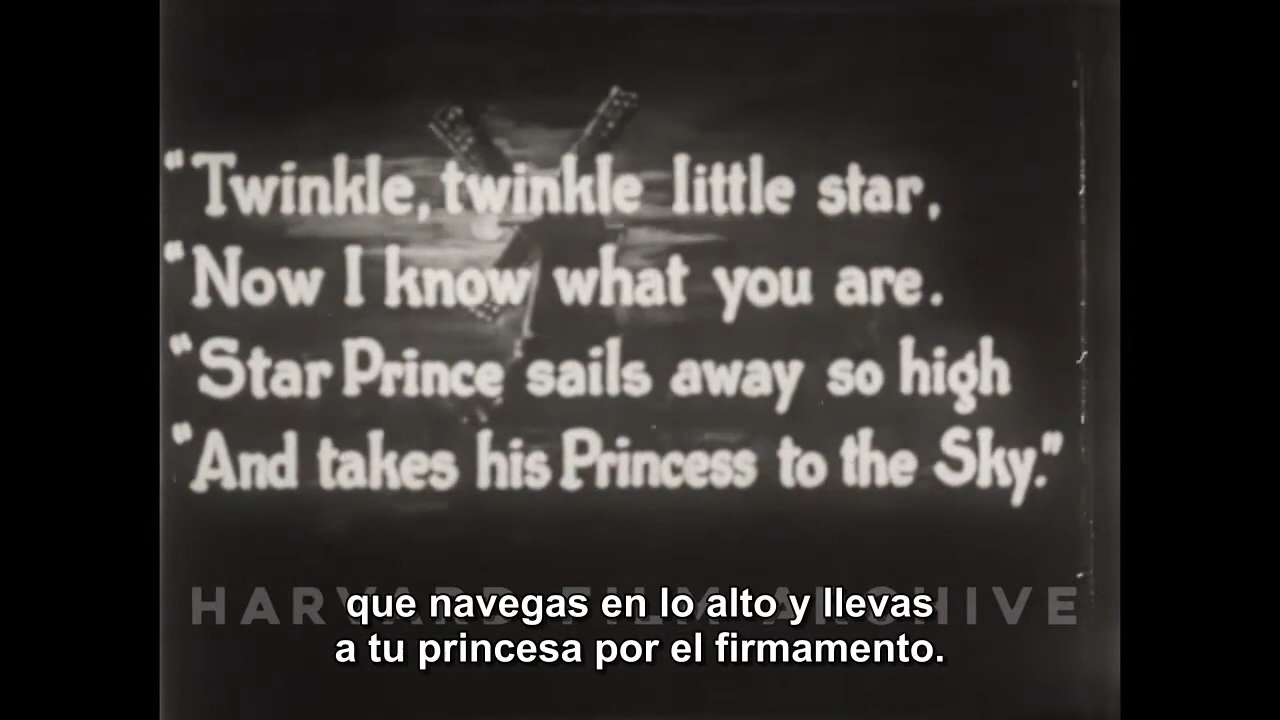 “Twinkle, twinkle little star,
“Now I know what you are.
“Star Prince sails away so high
“And takes his Princess to the Sky.”
HARVARD FILM ARCHIVE
que navegas en lo alto y llevas
a tu princesa por el firmamento.